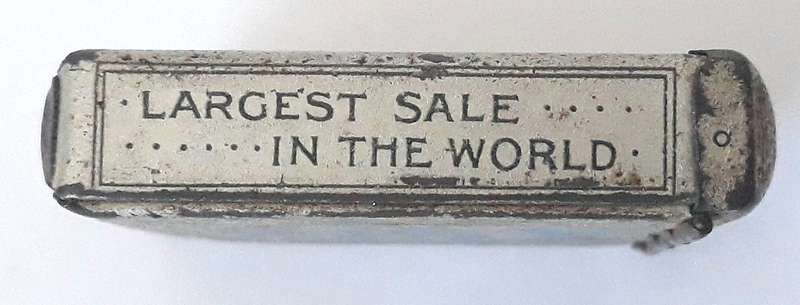 · LARGEST SALE ····
······ IN THE WORLD ·